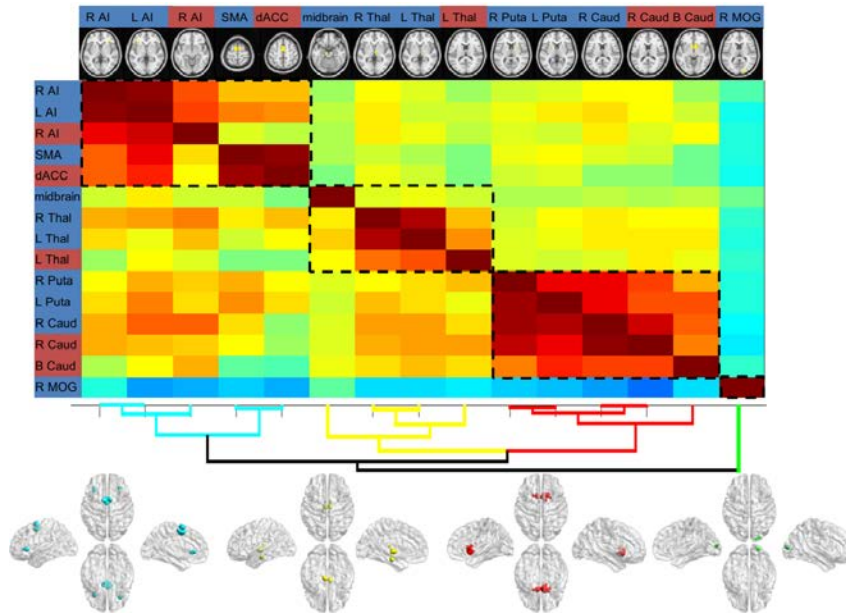 R AI L AI R AI SMA dACC midbrain R Thal L Thal L Thal R Puta L Puta R Caud R Caud B Caud R MOG
R AI
L AI
R AI
SMA
dACC
midbrain
R Thal
L Thal
L Thal
R Puta
L Puta
R Caud
R Caud
B Caud
R MOG